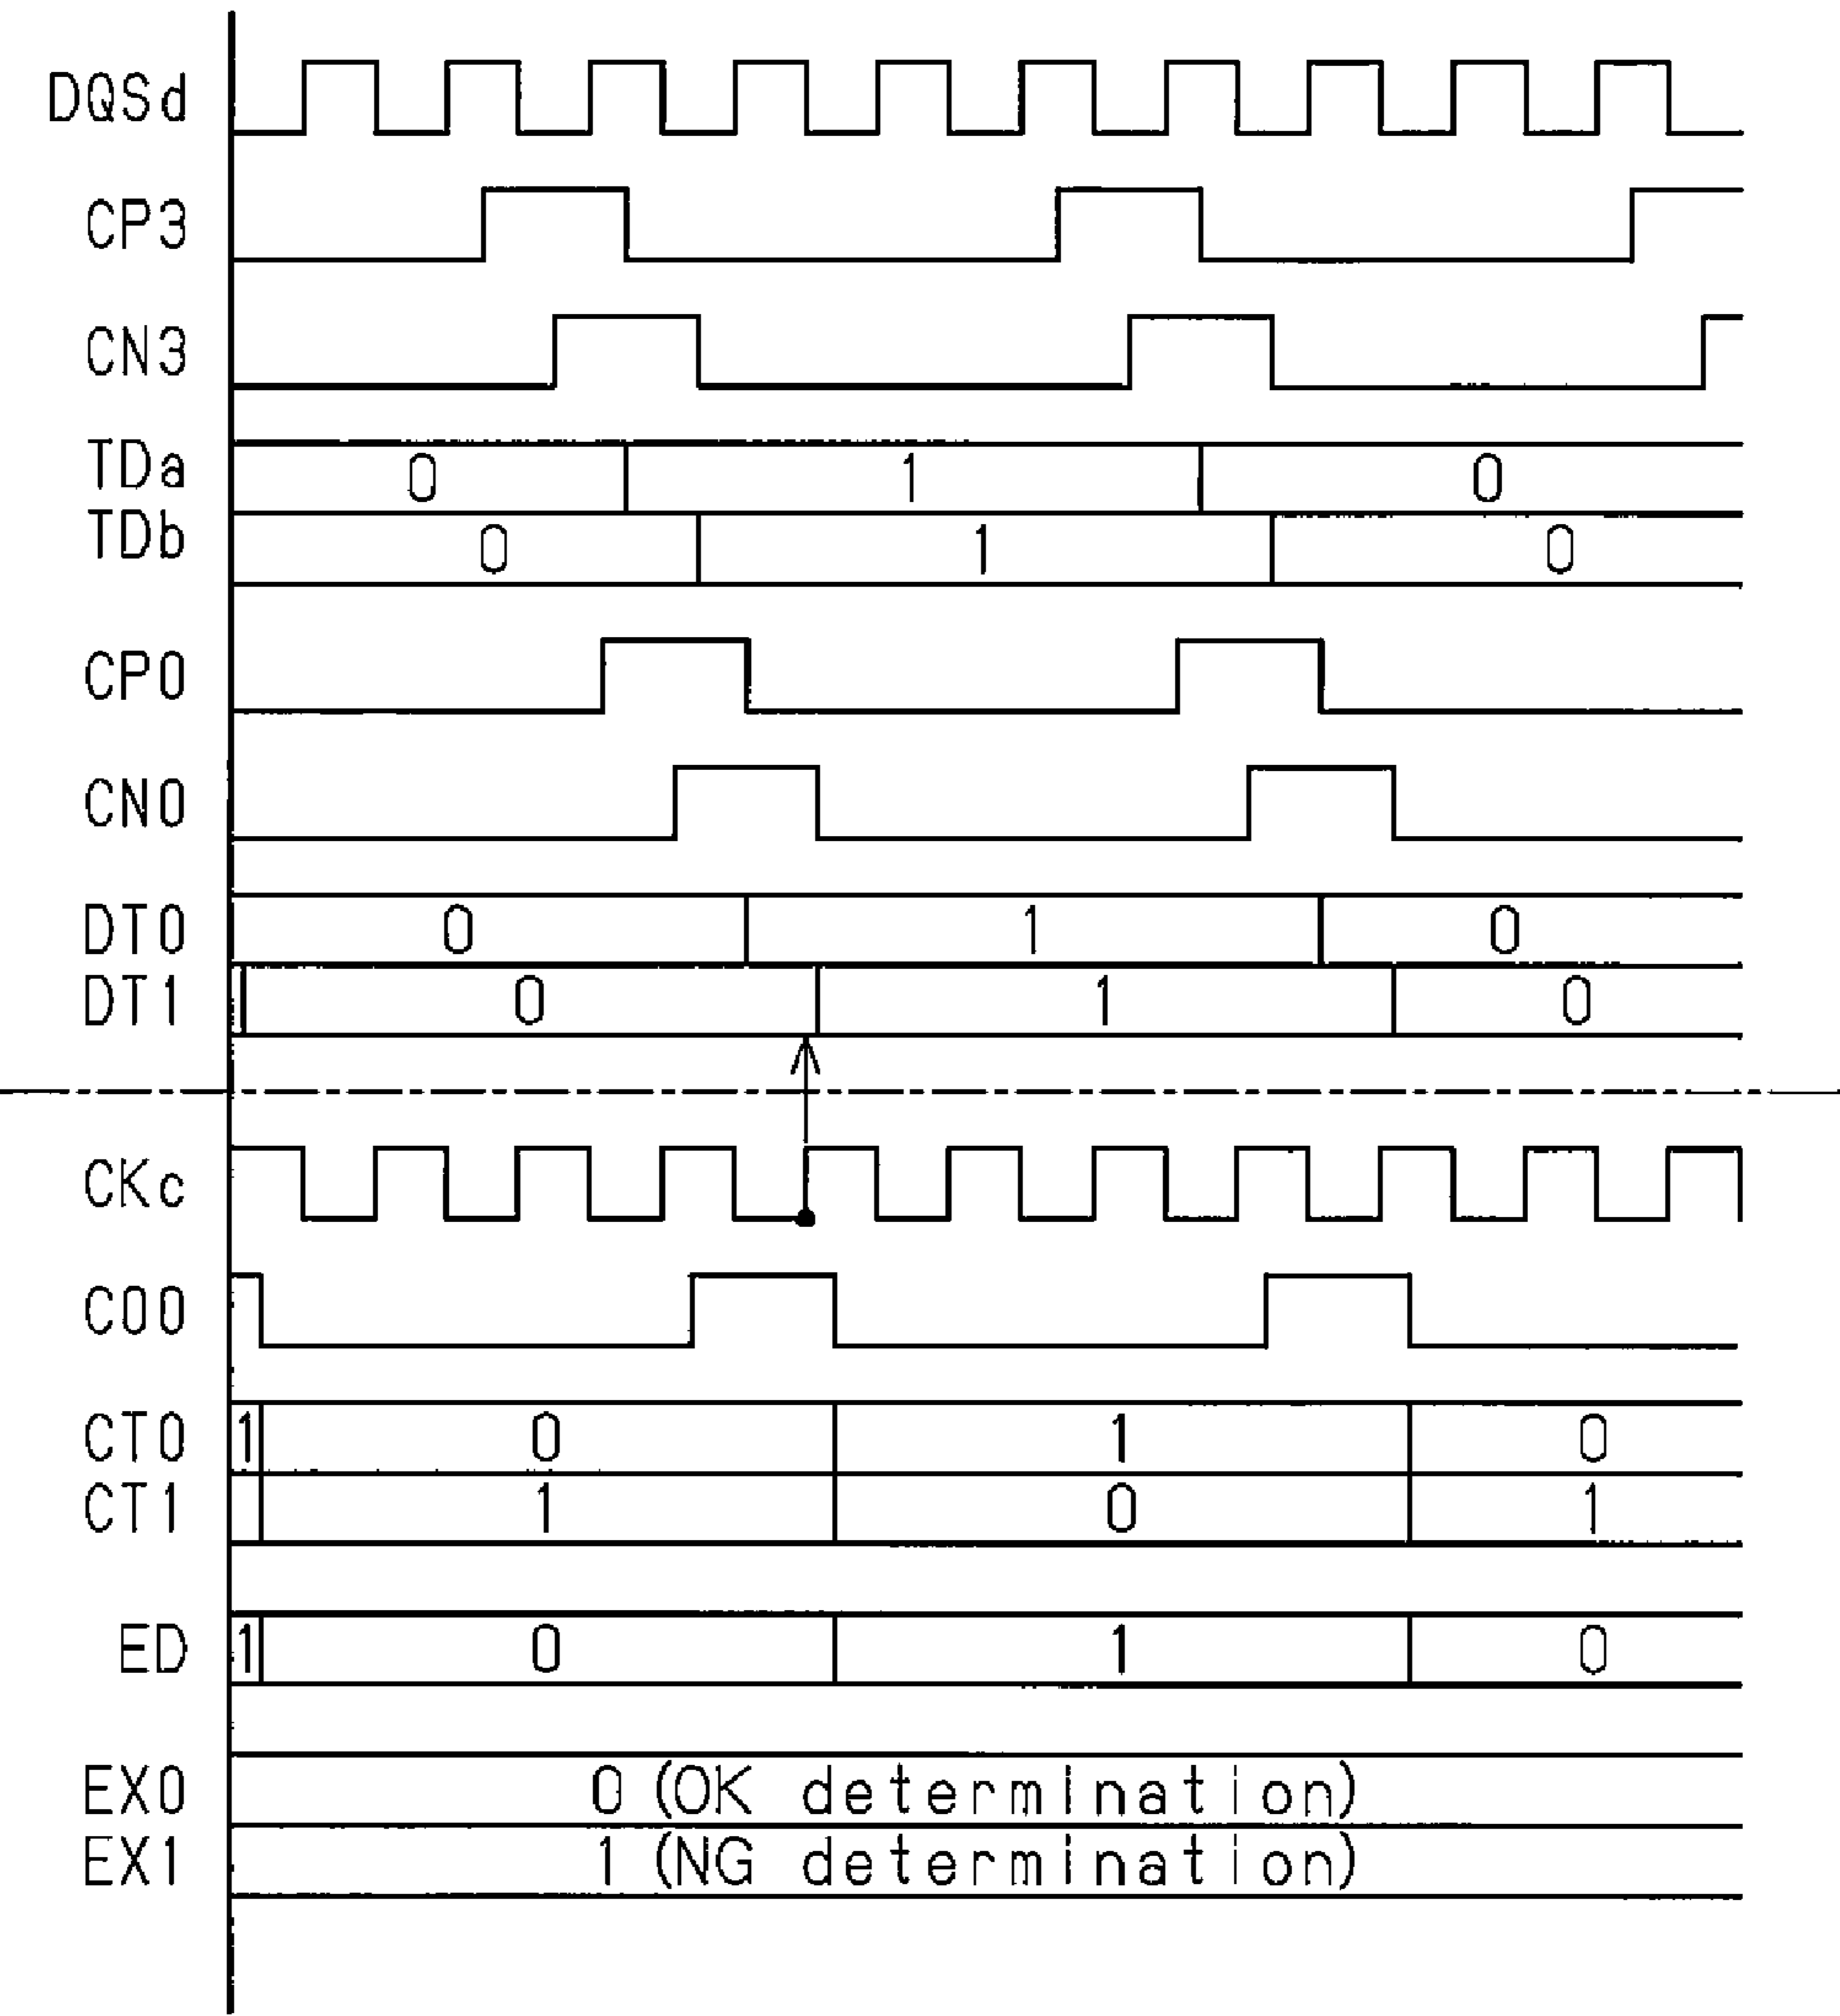 DQSd
CP3
CN3
TDa 0 1 0
TDb 0 1 0
CP0
CN0
DT0 0 1 0
DT1 0 1 0
CKc
C00
CT0 1 0 1 0
CT1 1 0 1
ED 1 0 1 0
EX0 0 (OK determination)
EX1 1 (NG determination)